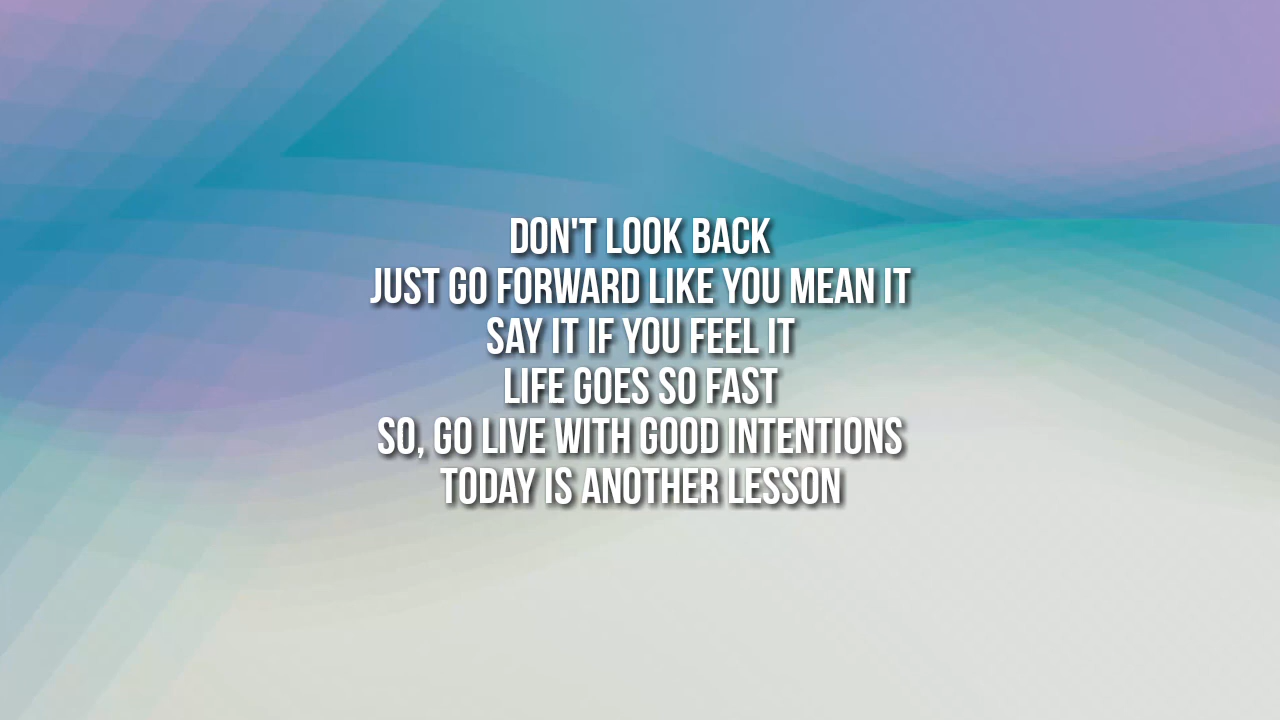 DON'T LOOK BACK
JUST GO FORWARD LIKE YOU MEAN IT
SAY IT IF YOU FEEL IT
LIFE GOES SO FAST
SO, GO LIVE WITH GOOD INTENTIONS
TODAY IS ANOTHER LESSON